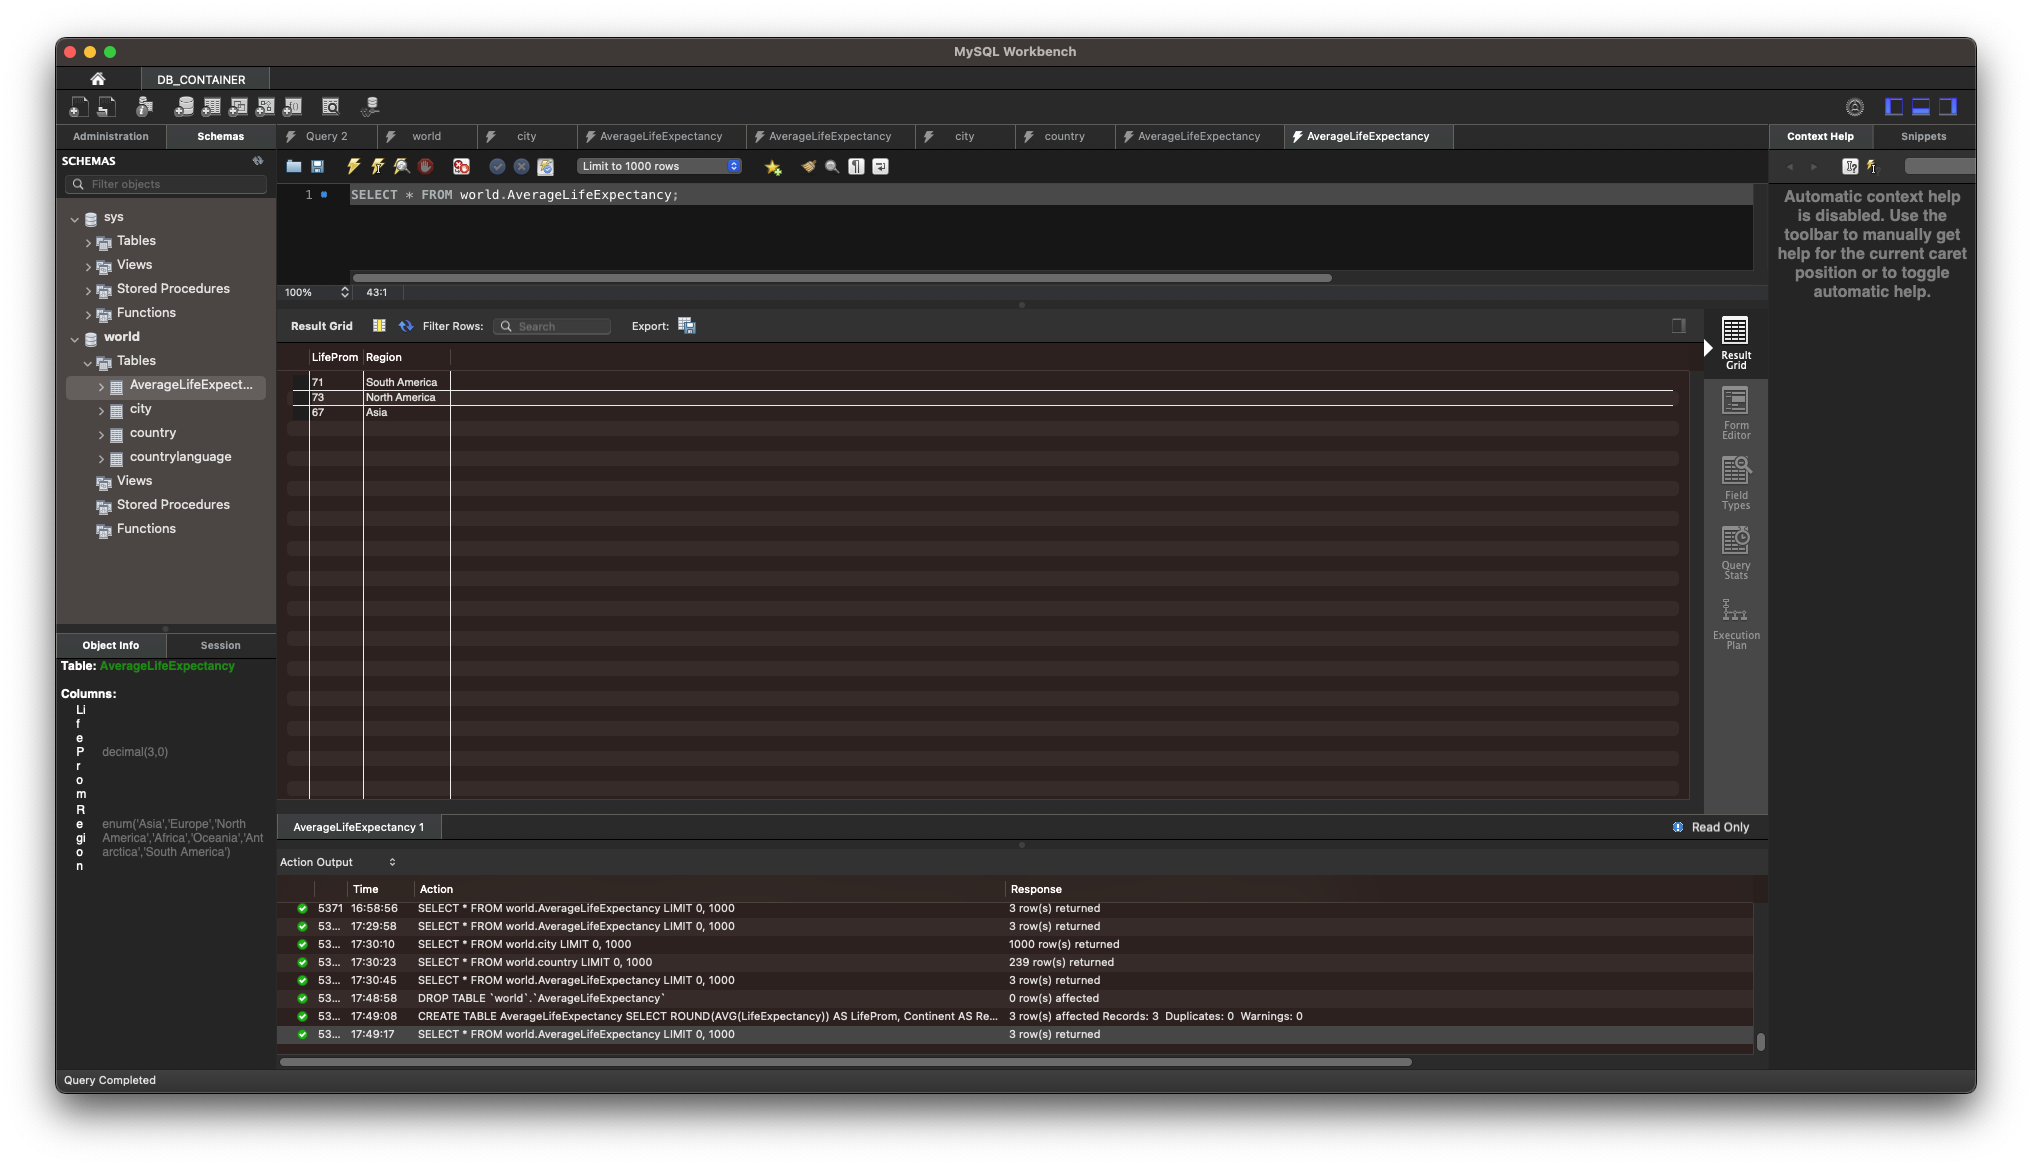 MySQL Workbench
DB_CONTAINER
Administration
Schemas
Query 2
world
city
AverageLifeExpectancy
AverageLifeExpectancy
city
country
AverageLifeExpectancy
AverageLifeExpectancy
Context Help
Snippets
SCHEMAS
Filter objects
Limit to 1000 rows
1
SELECT * FROM world.AverageLifeExpectancy;
Automatic context help
is disabled. Use the
toolbar to manually get
help for the current caret
position or to toggle
automatic help.
sys
Tables
Views
Stored Procedures
Functions
world
Tables
AverageLifeExpect...
city
country
countrylanguage
Views
Stored Procedures
Functions
100%
43:1
Result Grid
Filter Rows:
Search
Export:
LifeProm Region
71 South America
73 North America
67 Asia
Result
Grid
Form
Editor
Field
Types
Query
Stats
Execution
Plan
Object Info
Session
Table: AverageLifeExpectancy
Columns:
Li
f
e
P
r
o
m
decimal(3,0)
R
e
gi
o
n
enum('Asia','Europe','North
America','Africa','Oceania','Ant
arctica','South America')
AverageLifeExpectancy 1
Read Only
Action Output
Time Action Response
5371 16:58:56 SELECT * FROM world.AverageLifeExpectancy LIMIT 0, 1000 3 row(s) returned
53... 17:29:58 SELECT * FROM world.AverageLifeExpectancy LIMIT 0, 1000 3 row(s) returned
53... 17:30:10 SELECT * FROM world.city LIMIT 0, 1000 1000 row(s) returned
53... 17:30:23 SELECT * FROM world.country LIMIT 0, 1000 239 row(s) returned
53... 17:30:45 SELECT * FROM world.AverageLifeExpectancy LIMIT 0, 1000 3 row(s) returned
53... 17:48:58 DROP TABLE `world`.`AverageLifeExpectancy` 0 row(s) affected
53... 17:49:08 CREATE TABLE AverageLifeExpectancy SELECT ROUND(AVG(LifeExpectancy)) AS LifeProm, Continent AS Re... 3 row(s) affected Records: 3 Duplicates: 0 Warnings: 0
53... 17:49:17 SELECT * FROM world.AverageLifeExpectancy LIMIT 0, 1000 3 row(s) returned
Query Completed